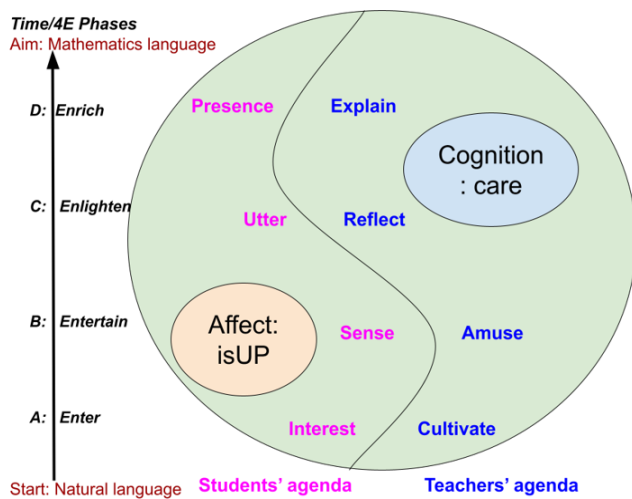 Time/4E Phases
Aim: Mathematics language
D: Enrich
Presence
Explain
Cognition
: care
C: Enlighten
Utter
Reflect
B: Entertain
Affect:
isUP
Sense
Amuse
A: Enter
Interest
Cultivate
Start: Natural language
Students’ agenda
Teachers’ agenda